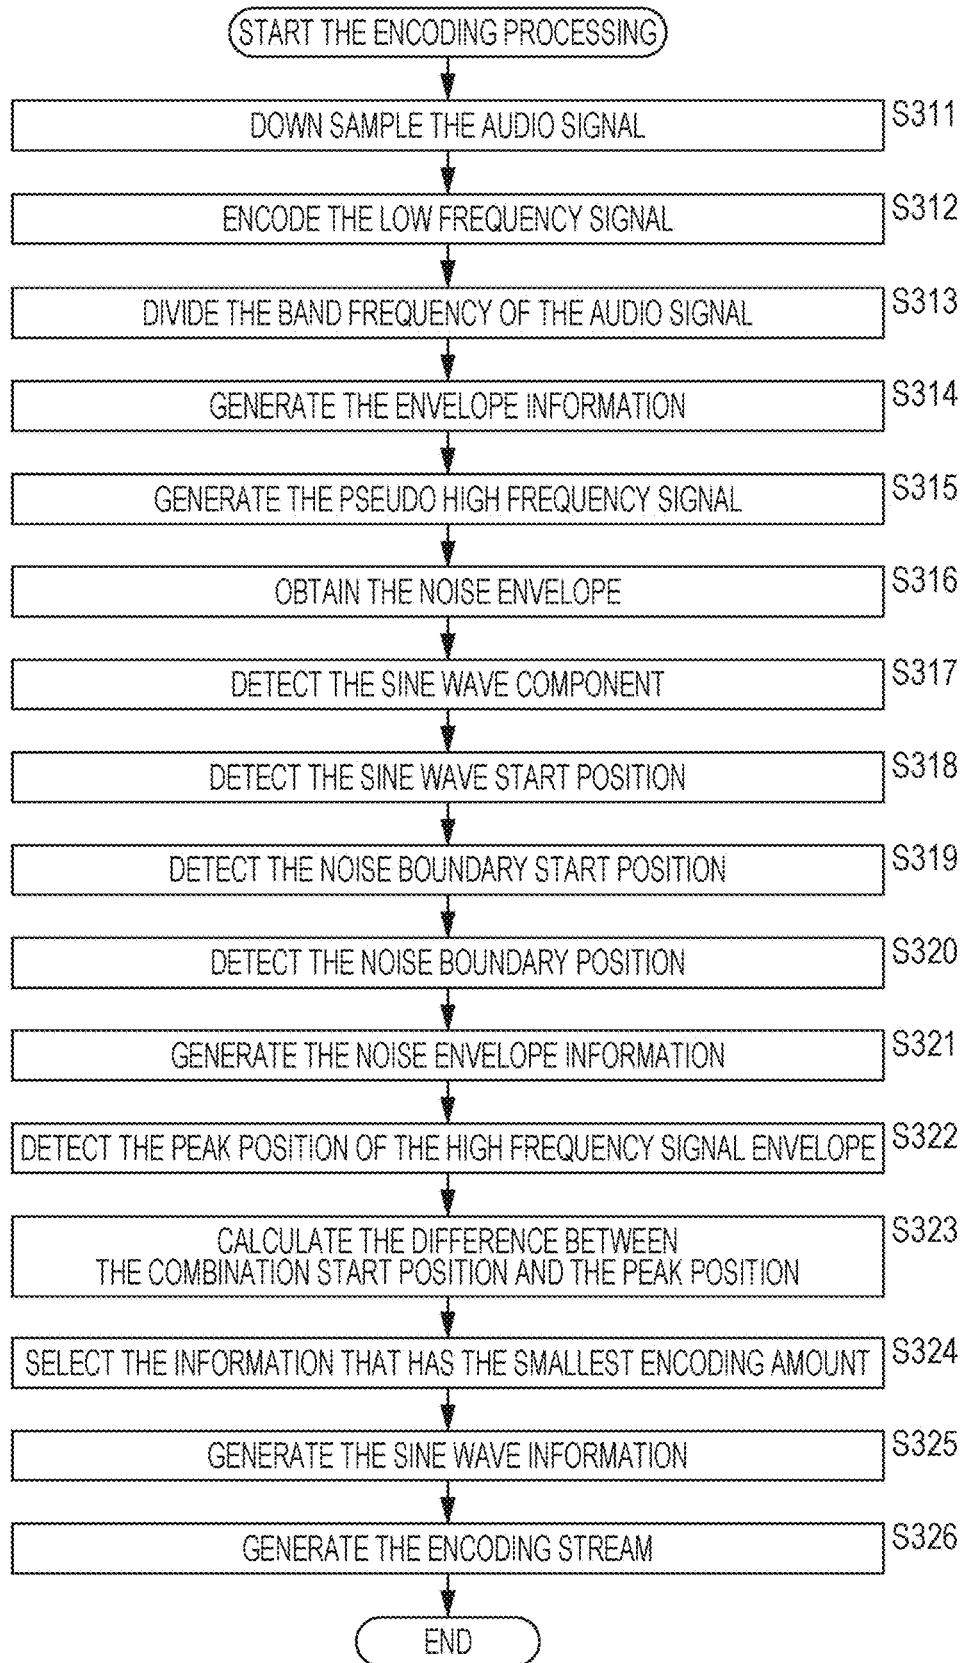 START THE ENCODING PROCESSING
DOWN SAMPLE THE AUDIO SIGNAL
S311
ENCODE THE LOW FREQUENCY SIGNAL
S312
DIVIDE THE BAND FREQUENCY OF THE AUDIO SIGNAL
S313
GENERATE THE ENVELOPE INFORMATION
S314
GENERATE THE PSEUDO HIGH FREQUENCY SIGNAL
S315
OBTAIN THE NOISE ENVELOPE
S316
DETECT THE SINE WAVE COMPONENT
S317
DETECT THE SINE WAVE START POSITION
S318
DETECT THE NOISE BOUNDARY START POSITION
S319
DETECT THE NOISE BOUNDARY POSITION
S320
GENERATE THE NOISE ENVELOPE INFORMATION
S321
DETECT THE PEAK POSITION OF THE HIGH FREQUENCY SIGNAL ENVELOPE
S322
CALCULATE THE DIFFERENCE BETWEEN
THE COMBINATION START POSITION AND THE PEAK POSITION
S323
SELECT THE INFORMATION THAT HAS THE SMALLEST ENCODING AMOUNT
S324
GENERATE THE SINE WAVE INFORMATION
S325
GENERATE THE ENCODING STREAM
S326
END